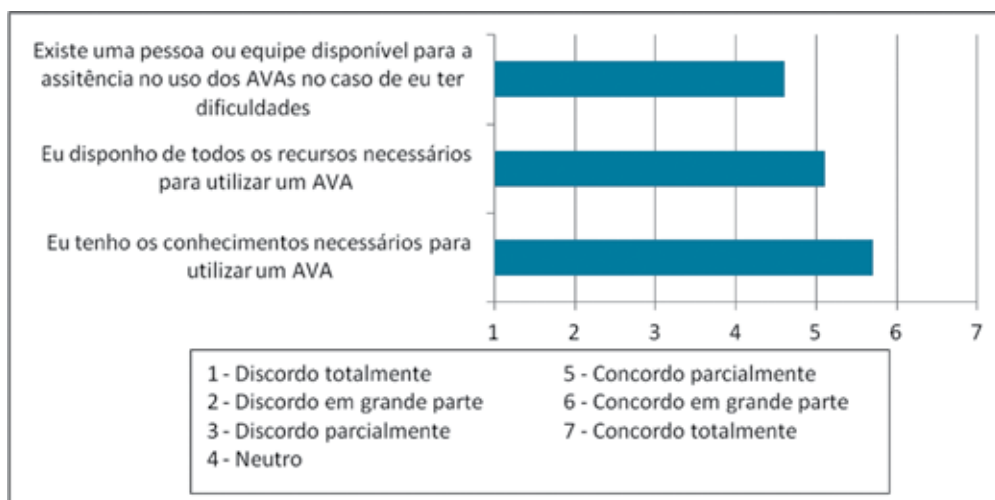 Existe uma pessoa ou equipe disponível para a
assitência no uso dos AVAs no caso de eu ter
dificuldades
Eu disponho de todos os recursos necessários
para utilizar um AVA
Eu tenho os conhecimentos necessários para
utilizar um AVA
1 2 3 4 5 6 7
1 - Discordo totalmente
2 - Discordo em grande parte
3 - Discordo parcialmente
4 - Neutro
5 - Concordo parcialmente
6 - Concordo em grande parte
7 - Concordo totalmente